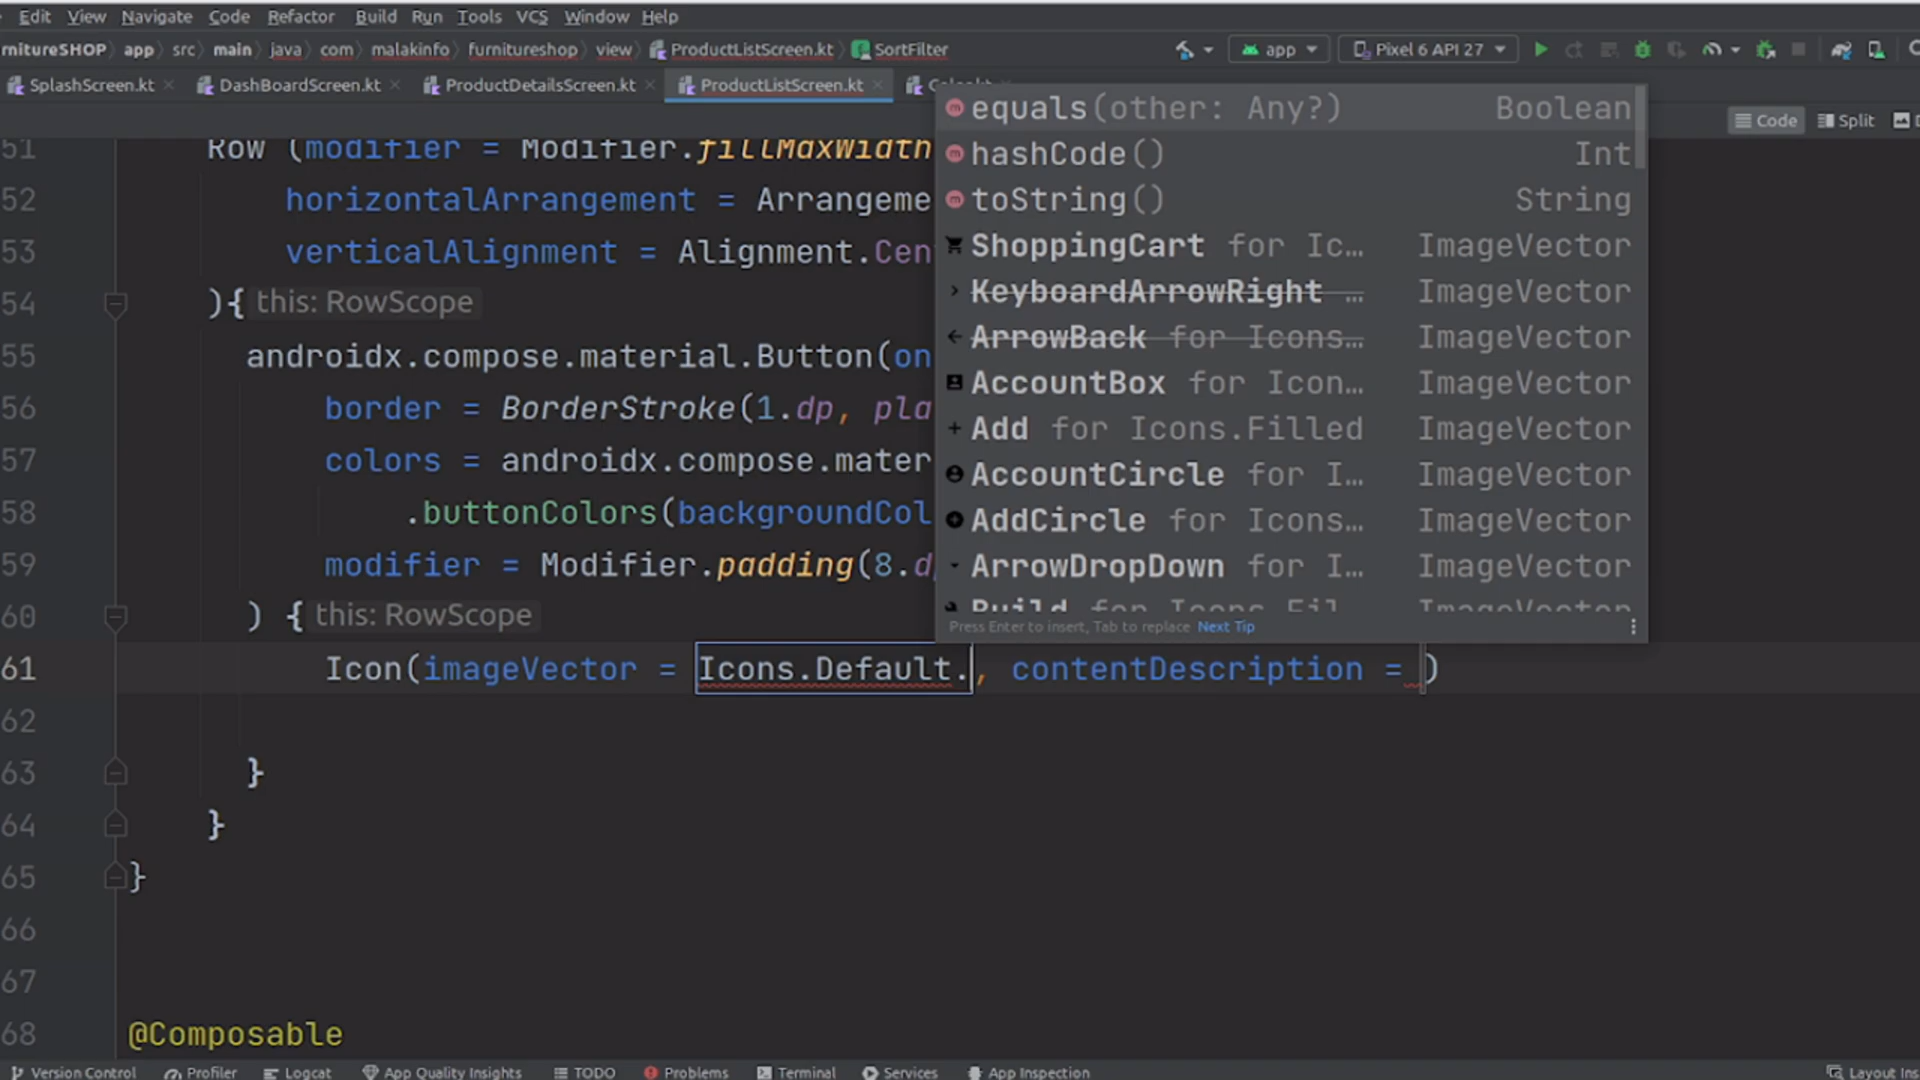 Edit View Navigate Code Refactor Build Run Tools VCS Window Help
rnitureSHOP app src main java com malakinfo furnitureshop view ProductListScreen.kt SortFilter app Pixel 6 API 27
SplashScreen.kt DashBoardScreen.kt ProductDetailsScreen.kt ProductListScreen.kt
Code Split
51 Row (modifier = Modifier.fillMaxWidth
52 horizontalArrangement = Arrangeme
53 verticalAlignment = Alignment.Cen
54 ){ this: RowScope
55 androidx.compose.material.Button(on
56 border = BorderStroke(1.dp, pla
57 colors = androidx.compose.mater
58 .buttonColors(backgroundCol
59 modifier = Modifier.padding(8.d
60 ) { this: RowScope
equals(other: Any?) Boolean
hashCode() Int
toString() String
ShoppingCart for Ic… ImageVector
KeyboardArrowRight … ImageVector
ArrowBack for Icons… ImageVector
AccountBox for Icon… ImageVector
Add for Icons.Filled ImageVector
AccountCircle for I… ImageVector
AddCircle for Icons… ImageVector
ArrowDropDown for I… ImageVector
Build for Icons.Fil ImageVector
Press Enter to insert, Tab to replace Next Tip
61 Icon(imageVector = Icons.Default., contentDescription = )
62
63 }
64 }
65 }
66
67
68 @Composable
Version Control Profiler Logcat App Quality Insights TODO Problems Terminal Services App Inspection Layout Ins